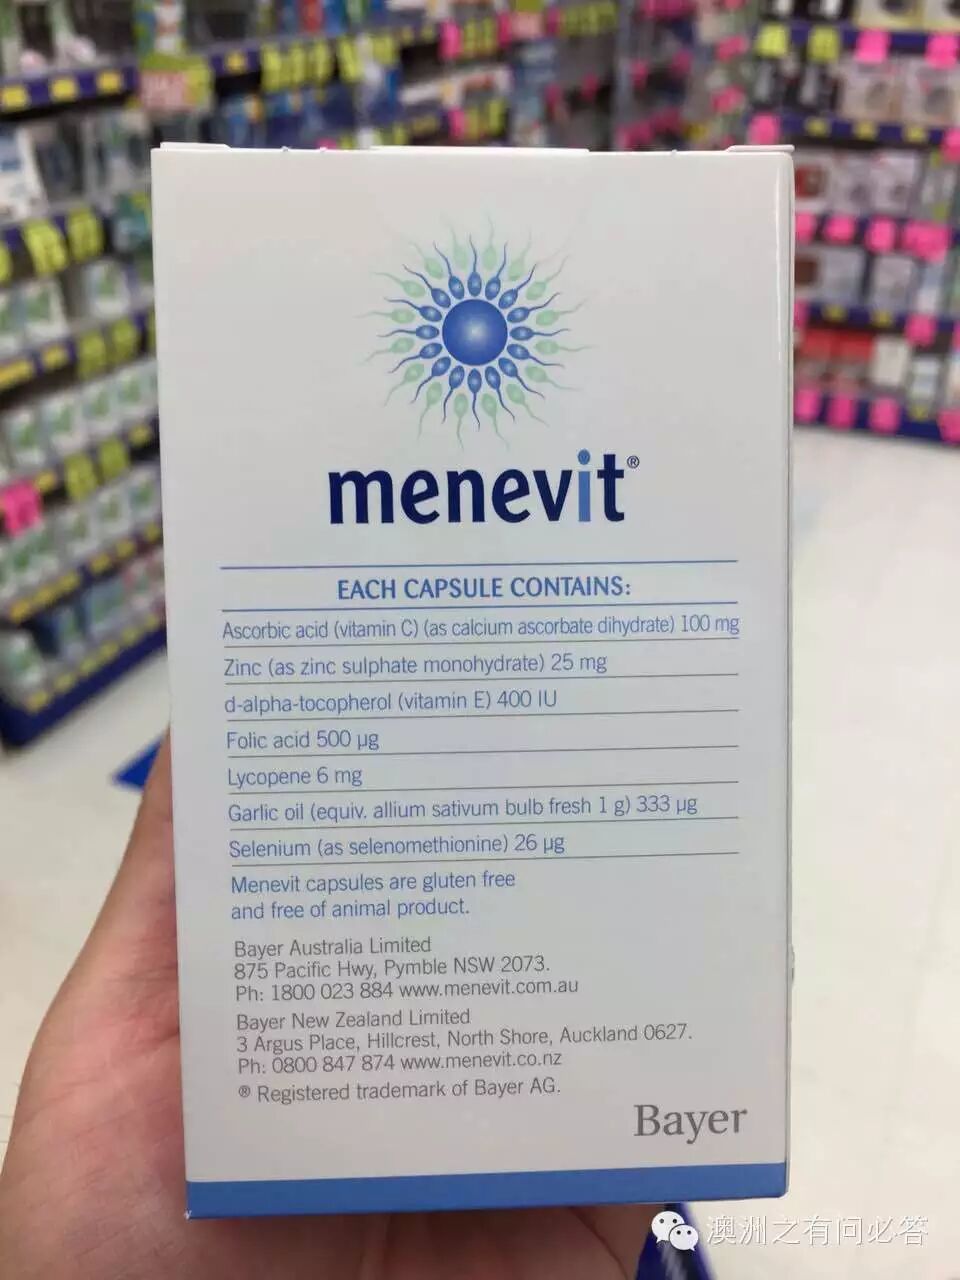 menevit®
EACH CAPSULE CONTAINS:
Ascorbic acid (vitamin C) (as calcium ascorbate dihydrate) 100 mg
Zinc (as zinc sulphate monohydrate) 25 mg
d-alpha-tocopherol (vitamin E) 400 IU
Folic acid 500 µg
Lycopene 6 mg
Garlic oil (equiv. allium sativum bulb fresh 1 g) 333 µg
Selenium (as selenomethionine) 26 µg
Menevit capsules are gluten free
and free of animal product.
Bayer Australia Limited
875 Pacific Hwy, Pymble NSW 2073.
Ph: 1800 023 884 www.menevit.com.au
Bayer New Zealand Limited
3 Argus Place, Hillcrest, North Shore, Auckland 0627.
Ph: 0800 847 874 www.menevit.co.nz
® Registered trademark of Bayer AG.
Bayer
澳洲之有问必答